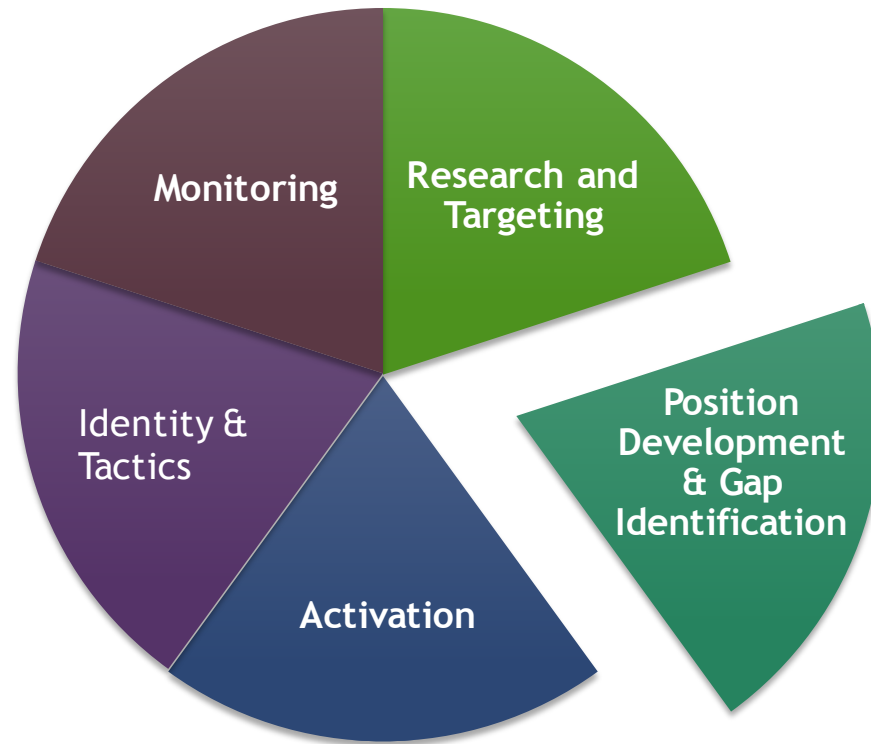 Monitoring
Research and
Targeting
Position
Development
& Gap
Identification
Identity &
Tactics
Activation